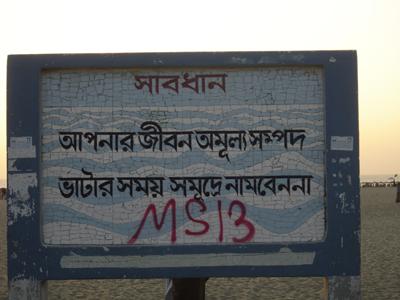 সাবধান
আপনার জীবন অমূল্য সম্পদ
ভাটার সময় সমুদ্রে নামবেননা
MS13